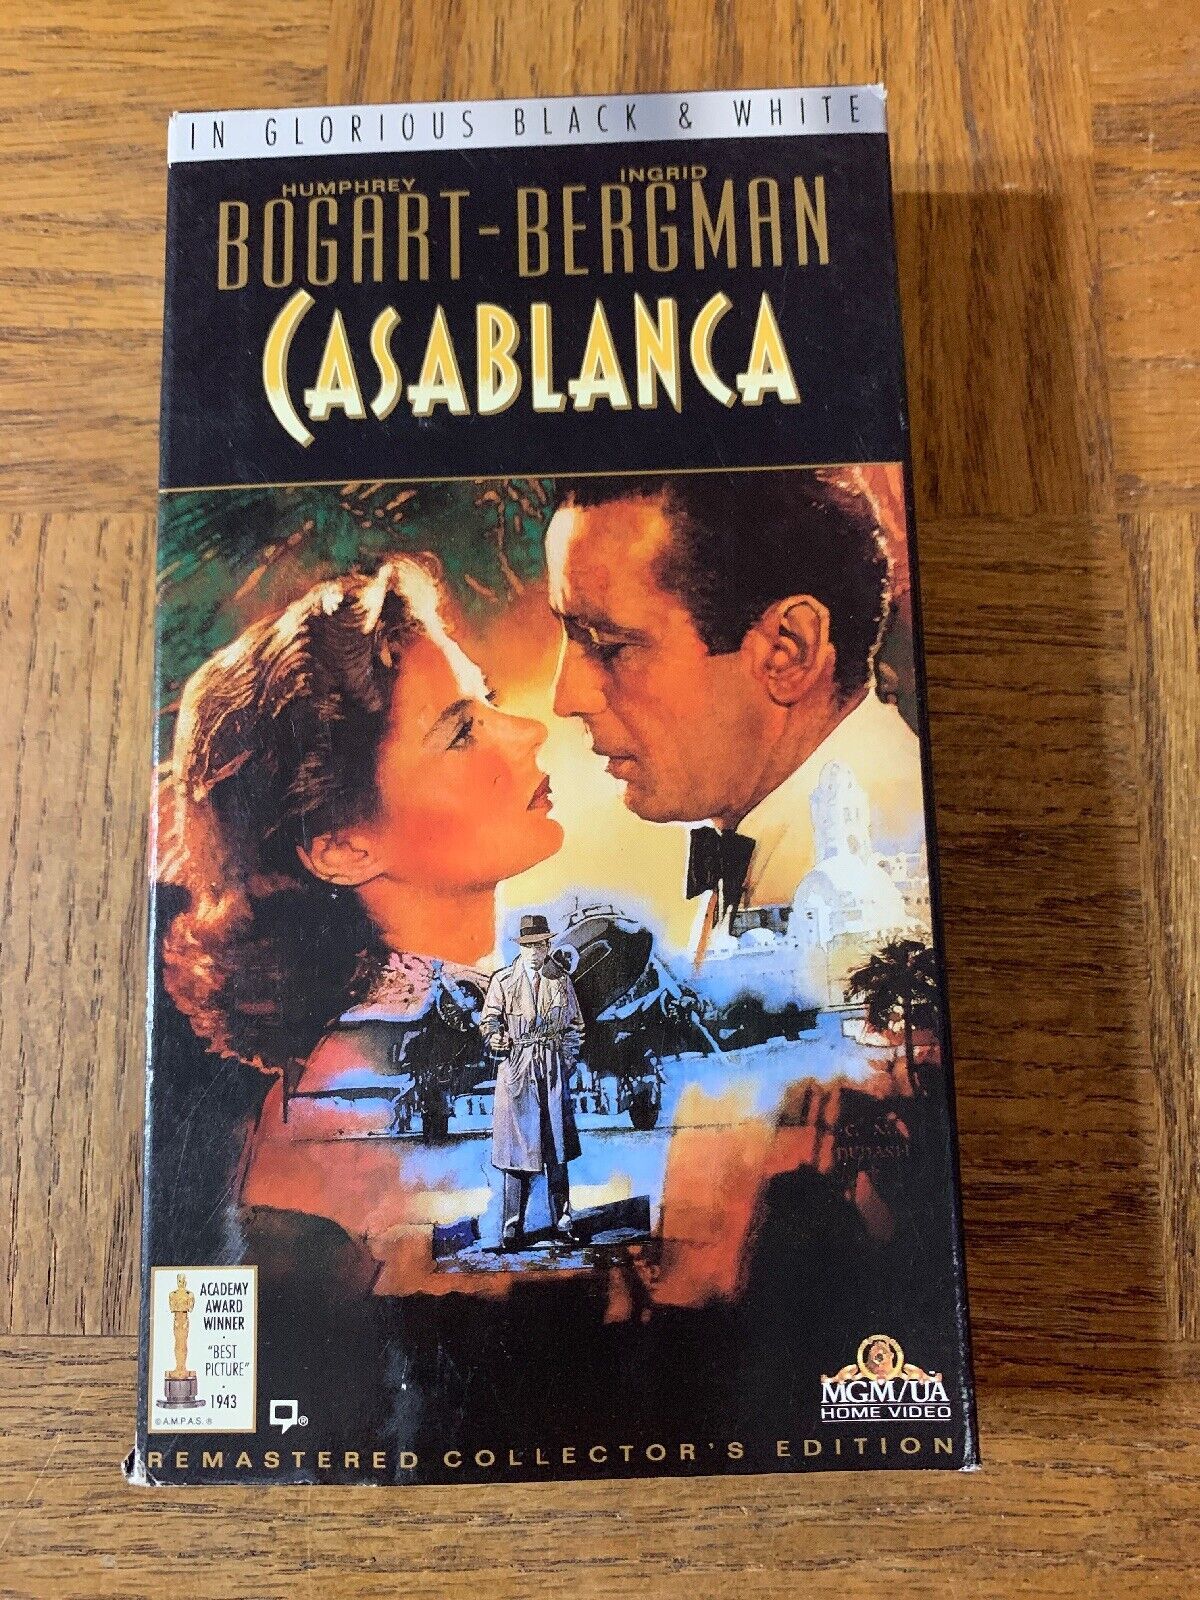 IN GLORIOUS BLACK & WHITE
HUMPHREY INGRID
BOGART-BERGMAN
CASABLANCA
ACADEMY
AWARD
WINNER
·
"BEST
PICTURE"
·
1943
©A.M.P.A.S.®
®
MGM/UA
HOME VIDEO
REMASTERED COLLECTOR'S EDITION